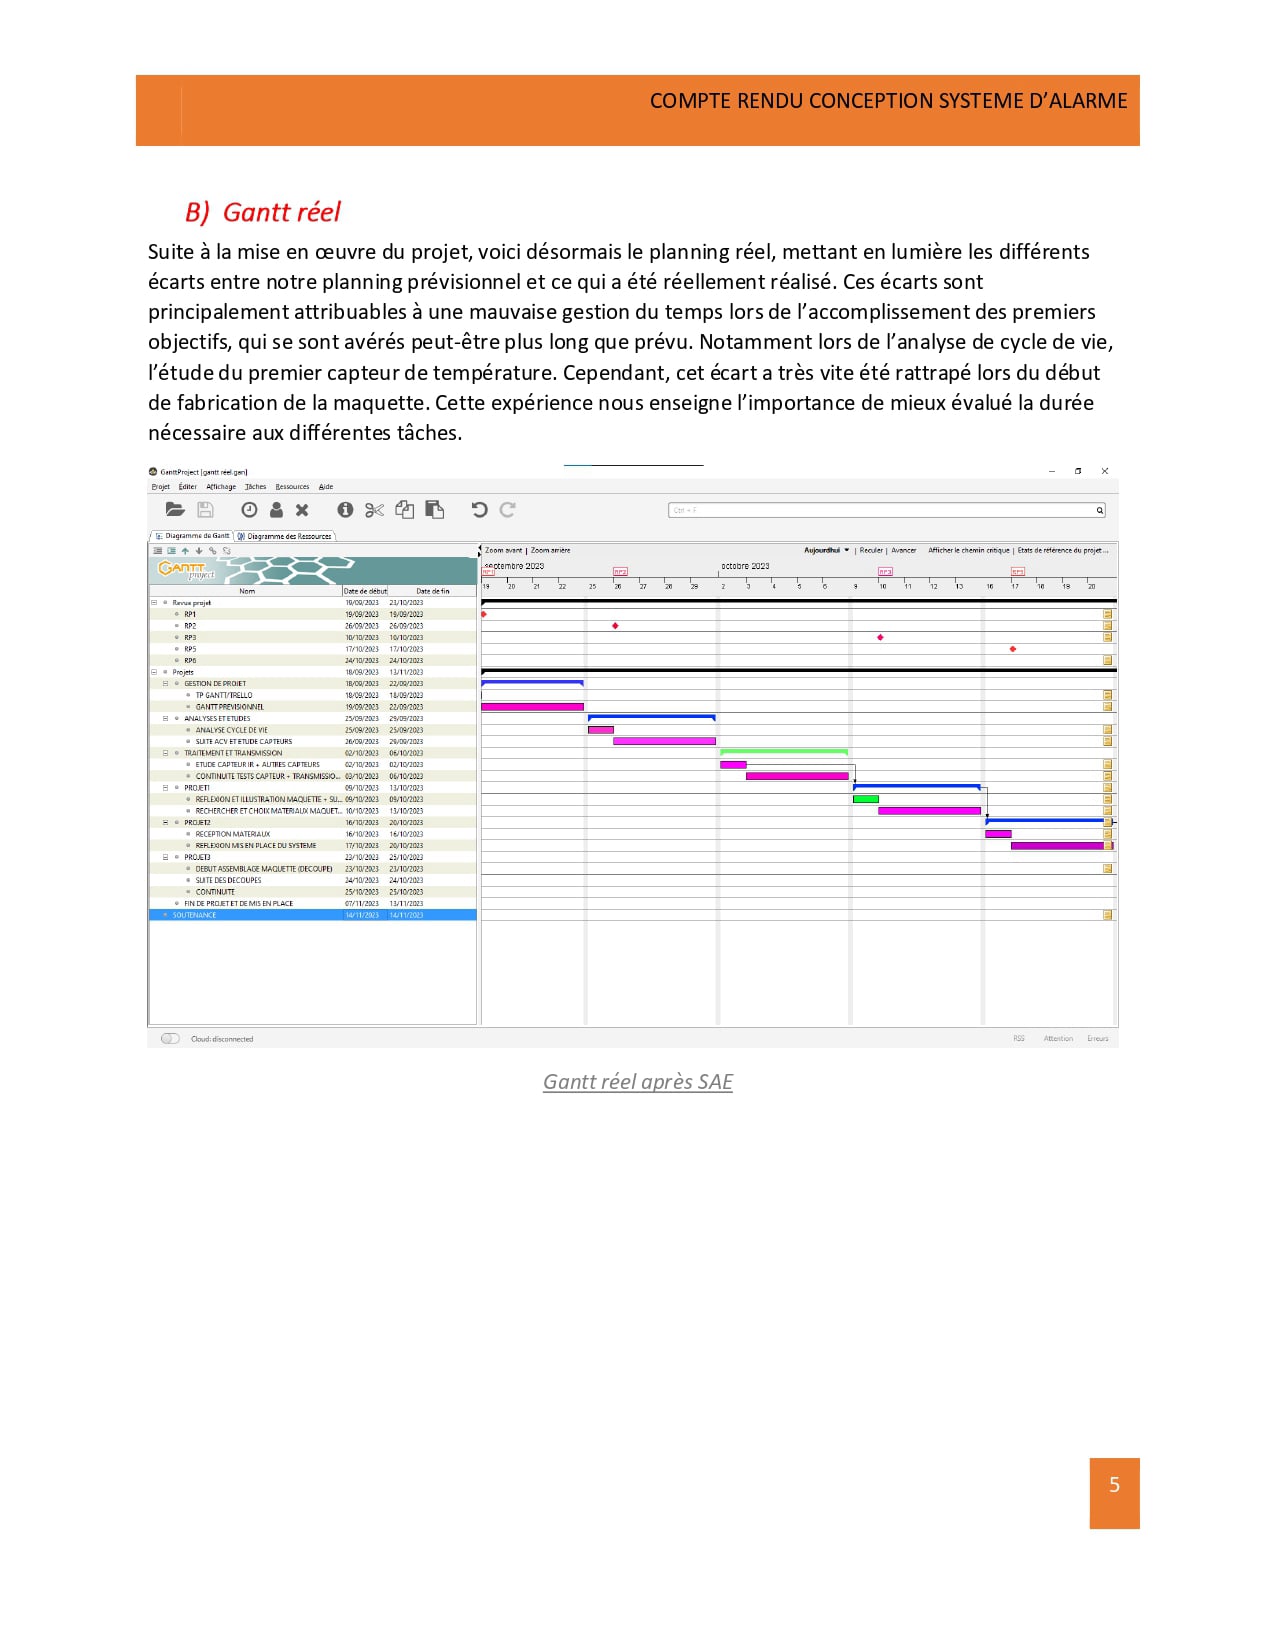 COMPTE RENDU CONCEPTION SYSTEME D'ALARME
B) Gantt réel
Suite à la mise en œuvre du projet, voici désormais le planning réel, mettant en lumière les différents
écarts entre notre planning prévisionnel et ce qui a été réellement réalisé. Ces écarts sont
principalement attribuables à une mauvaise gestion du temps lors de l'accomplissement des premiers
objectifs, qui se sont avérés peut-être plus long que prévu. Notamment lors de l'analyse de cycle de vie,
l'étude du premier capteur de température. Cependant, cet écart a très vite été rattrapé lors du début
de fabrication de la maquette. Cette expérience nous enseigne l'importance de mieux évalué la durée
nécessaire aux différentes tâches.
GanttProject [gantt réel.gan]
Projet Éditer Affichage Tâches Ressources Aide
Ctrl + F
Diagramme de Gantt Diagramme des Ressources
Zoom avant | Zoom arrière Aujourdhui | Reculer | Avancer Afficher le chemin critique | Etats de référence du projet ...
GANTT project
septembre 2023 octobre 2023
RP1 RP2 RP3 RP5
19 20 21 22 25 26 27 28 29 2 3 4 5 6 9 10 11 12 13 16 17 18 19 20
Nom Date de début Date de fin
Revue projet 19/09/2023 23/10/2023
RP1 19/09/2023 19/09/2023
RP2 26/09/2023 26/09/2023
RP3 10/10/2023 10/10/2023
RP5 17/10/2023 17/10/2023
RP6 24/10/2023 24/10/2023
Projets 18/09/2023 13/11/2023
GESTION DE PROJET 18/09/2023 22/09/2023
TP GANTT/TRELLO 18/09/2023 18/09/2023
GANTT PREVISIONNEL 19/09/2023 22/09/2023
ANALYSES ET ETUDES 25/09/2023 29/09/2023
ANALYSE CYCLE DE VIE 25/09/2023 25/09/2023
SUITE ACV ET ETUDE CAPTEURS 26/09/2023 29/09/2023
TRAITEMENT ET TRANSMISSION 02/10/2023 06/10/2023
ETUDE CAPTEUR IR + AUTRES CAPTEURS 02/10/2023 02/10/2023
CONTINUITE TESTS CAPTEUR + TRANSMISSIO... 03/10/2023 06/10/2023
PROJET1 09/10/2023 13/10/2023
REFLEXION ET ILLUSTRATION MAQUETTE + SU... 09/10/2023 09/10/2023
RECHERCHER ET CHOIX MATERIAUX MAQUET... 10/10/2023 13/10/2023
PROJET2 16/10/2023 20/10/2023
RECEPTION MATERIAUX 16/10/2023 16/10/2023
REFLEXION MIS EN PLACE DU SYSTEME 17/10/2023 20/10/2023
PROJET3 23/10/2023 25/10/2023
DEBUT ASSEMBLAGE MAQUETTE (DECOUPE) 23/10/2023 23/10/2023
SUITE DES DECOUPES 24/10/2023 24/10/2023
CONTINUITE 25/10/2023 25/10/2023
FIN DE PROJET ET DE MIS EN PLACE 07/11/2023 13/11/2023
SOUTENANCE 14/11/2023 14/11/2023
Cloud: disconnected RSS Attention Erreurs
Gantt réel après SAE
5